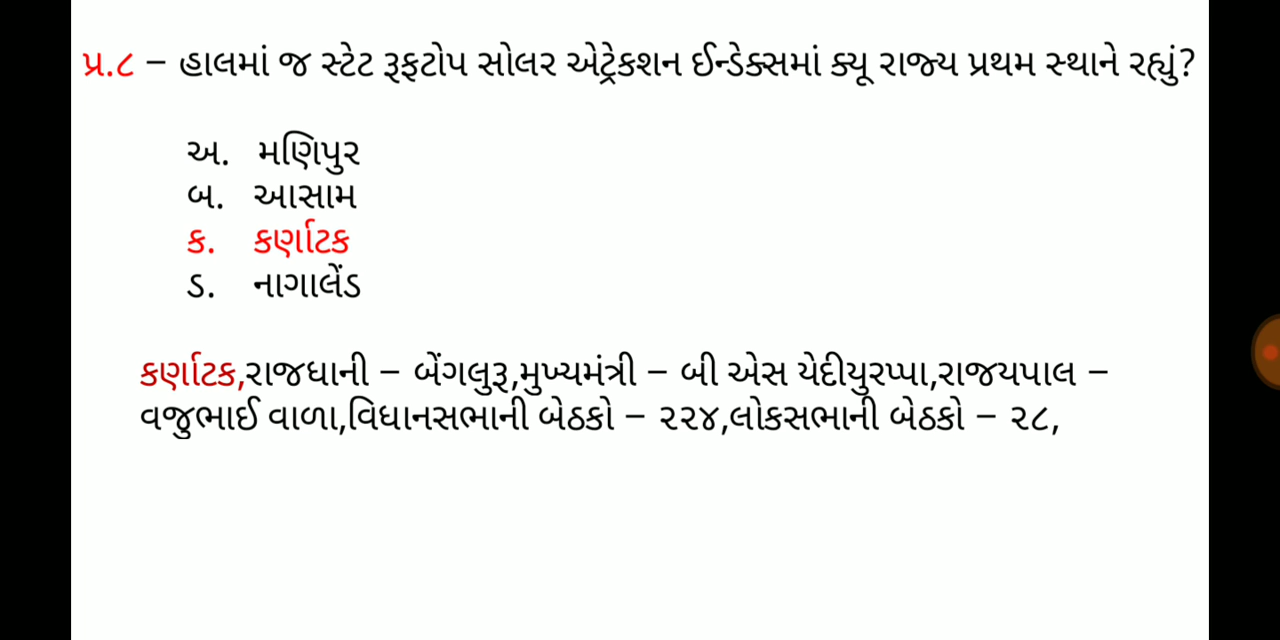 પ્ર.૮ – હાલમાં જ સ્ટેટ રૂફટોપ સોલર એટ્રેકશન ઈન્ડેક્સમાં ક્યૂ રાજ્ય પ્રથમ સ્થાને રહ્યું?
અ. મણિપુર
બ. આસામ
ક. કર્ણાટક
ડ. નાગાલેંડ
કર્ણાટક,રાજધાની – બેંગલુરૂ,મુખ્યમંત્રી – બી એસ યેદીયુરપ્પા,રાજયપાલ –
વજુભાઈ વાળા,વિધાનસભાની બેઠકો – ૨૨૪,લોકસભાની બેઠકો – ૨૮,